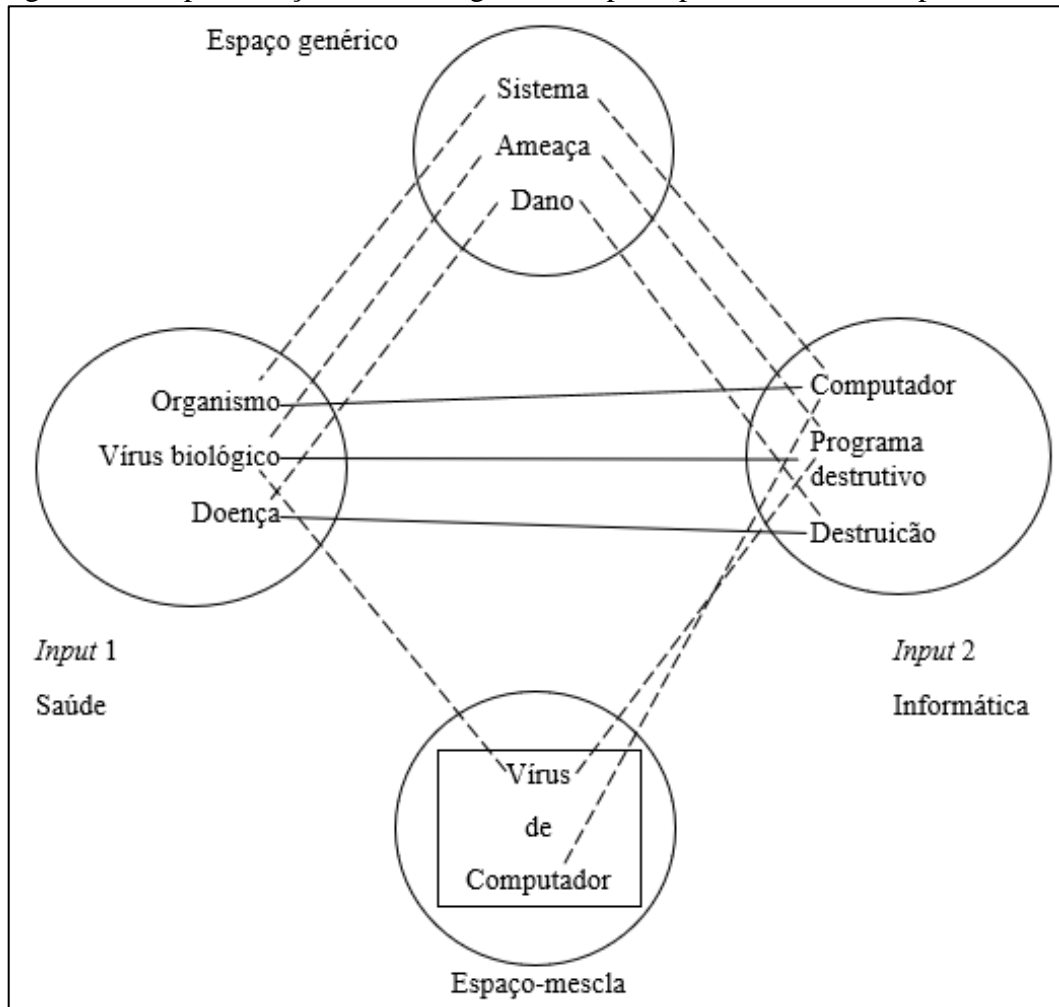 Espaço genérico
Sistema
Ameaça
Dano
Organismo
Vírus biológico
Doença
Computador
Programa
destrutivo
Destruicão
Input 1
Saúde
Input 2
Informática
Vírus
de
Computador
Espaço-mescla